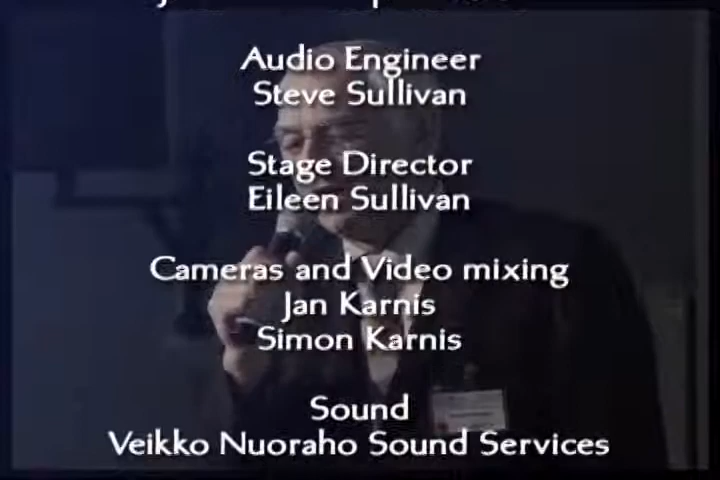 Audio Engineer
Steve Sullivan
Stage Director
Eileen Sullivan
Cameras and Video mixing
Jan Karnis
Simon Karnis
Sound
Veikko Nuoraho Sound Services